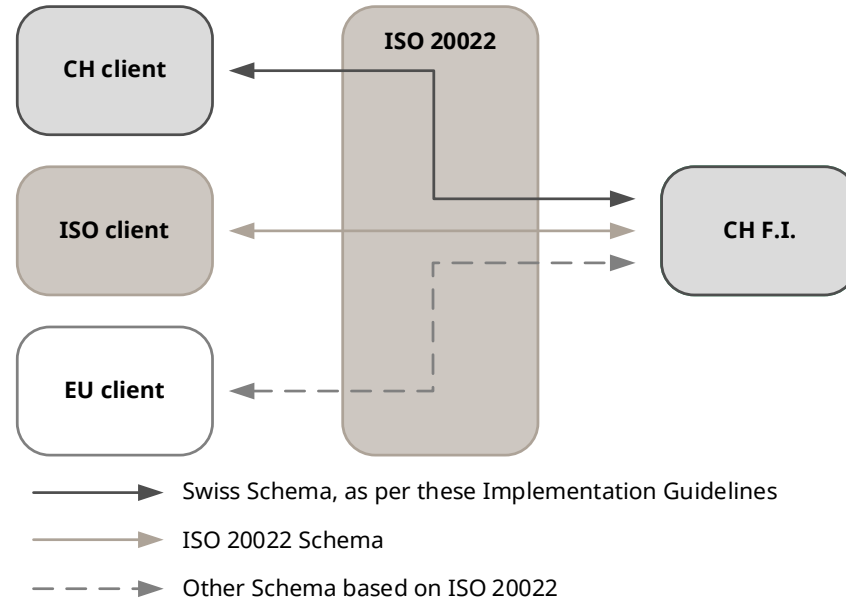 ISO 20022
CH client
ISO client
CH F.I.
EU client
Swiss Schema, as per these Implementation Guidelines
ISO 20022 Schema
Other Schema based on ISO 20022